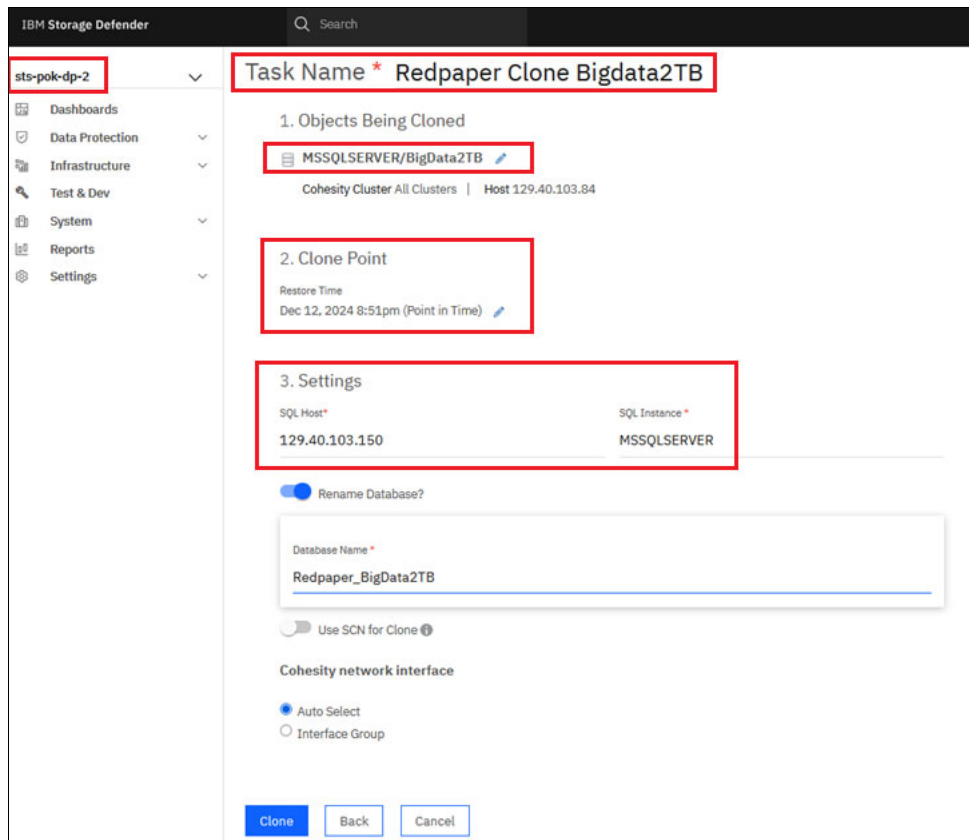 IBM Storage Defender
Search
sts-pok-dp-2
Dashboards
Data Protection
Infrastructure
Test & Dev
System
Reports
Settings
Task Name * Redpaper Clone Bigdata2TB
1. Objects Being Cloned
MSSQLSERVER/BigData2TB
Cohesity Cluster All Clusters | Host 129.40.103.84
2. Clone Point
Restore Time
Dec 12, 2024 8:51pm (Point in Time)
3. Settings
SQL Host* SQL Instance *
129.40.103.150 MSSQLSERVER
Rename Database?
Database Name *
Redpaper_BigData2TB
Use SCN for Clone
Cohesity network interface
Auto Select
Interface Group
Clone Back Cancel